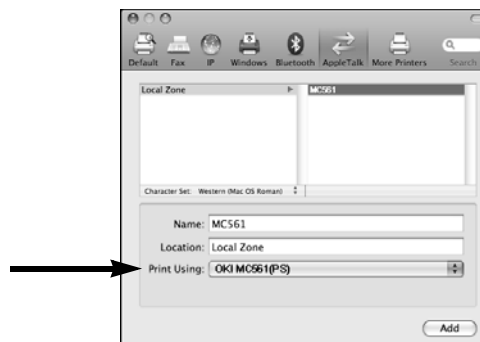 Default Fax IP Windows Bluetooth AppleTalk More Printers Search
Local Zone MC561
Character Set: Western (Mac OS Roman)
Name: MC561
Location: Local Zone
Print Using: OKI MC561(PS)
Add